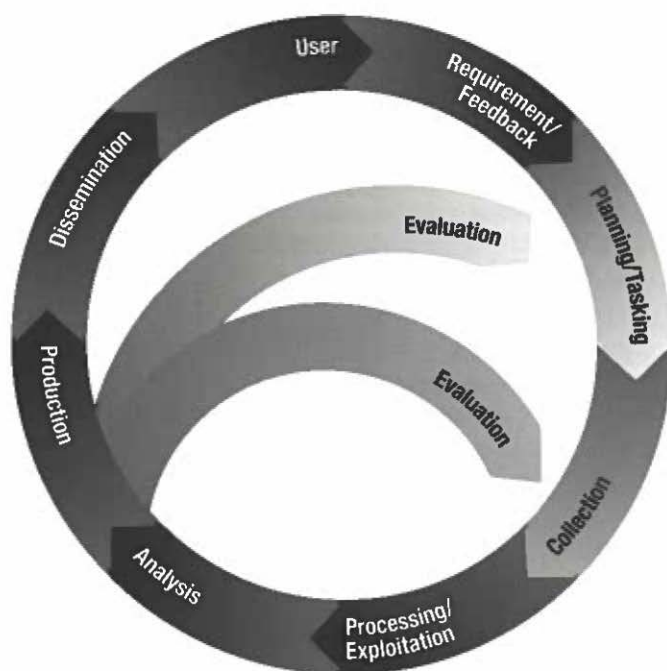 User
Requirement/
Feedback
Planning/Tasking
Collection
Processing/
Exploitation
Analysis
Production
Dissemination
Evaluation
Evaluation